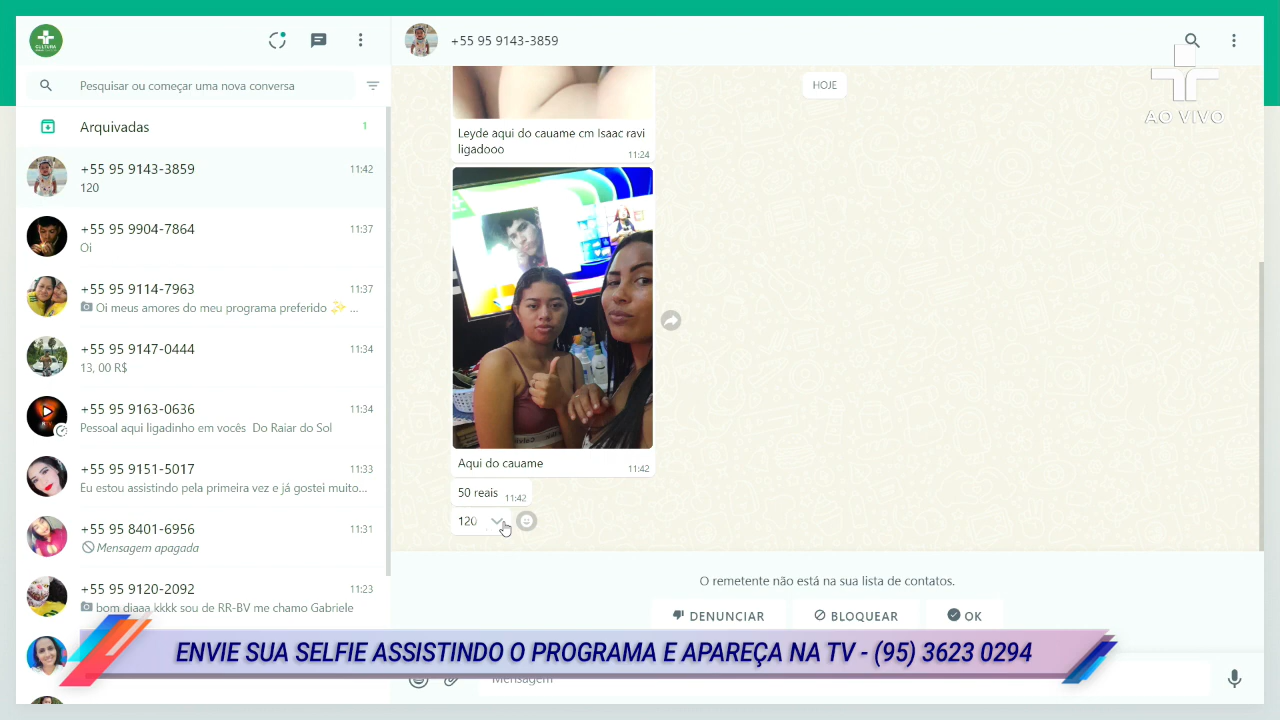 CULTURA
Pesquisar ou começar uma nova conversa
Arquivadas
1
+55 95 9143-3859
11:42
120
+55 95 9904-7864
11:37
Oi
+55 95 9114-7963
11:37
Oi meus amores do meu programa preferido ...
+55 95 9147-0444
11:34
13, 00 R$
+55 95 9163-0636
11:34
Pessoal aqui ligadinho em vocês Do Raiar do Sol
+55 95 9151-5017
11:33
Eu estou assistindo pela primeira vez e já gostei muito...
+55 95 8401-6956
11:31
Mensagem apagada
+55 95 9120-2092
11:23
bom diaaa kkkk sou de RR-BV me chamo Gabriele
+55 95 9143-3859
HOJE
AO VIVO
Leyde aqui do cauame cm Isaac ravi
ligadooo
11:24
Aqui do cauame
11:42
50 reais
11:42
120
O remetente não está na sua lista de contatos.
DENUNCIAR
BLOQUEAR
OK
ENVIE SUA SELFIE ASSISTINDO O PROGRAMA E APAREÇA NA TV - (95) 3623 0294
Mensagem